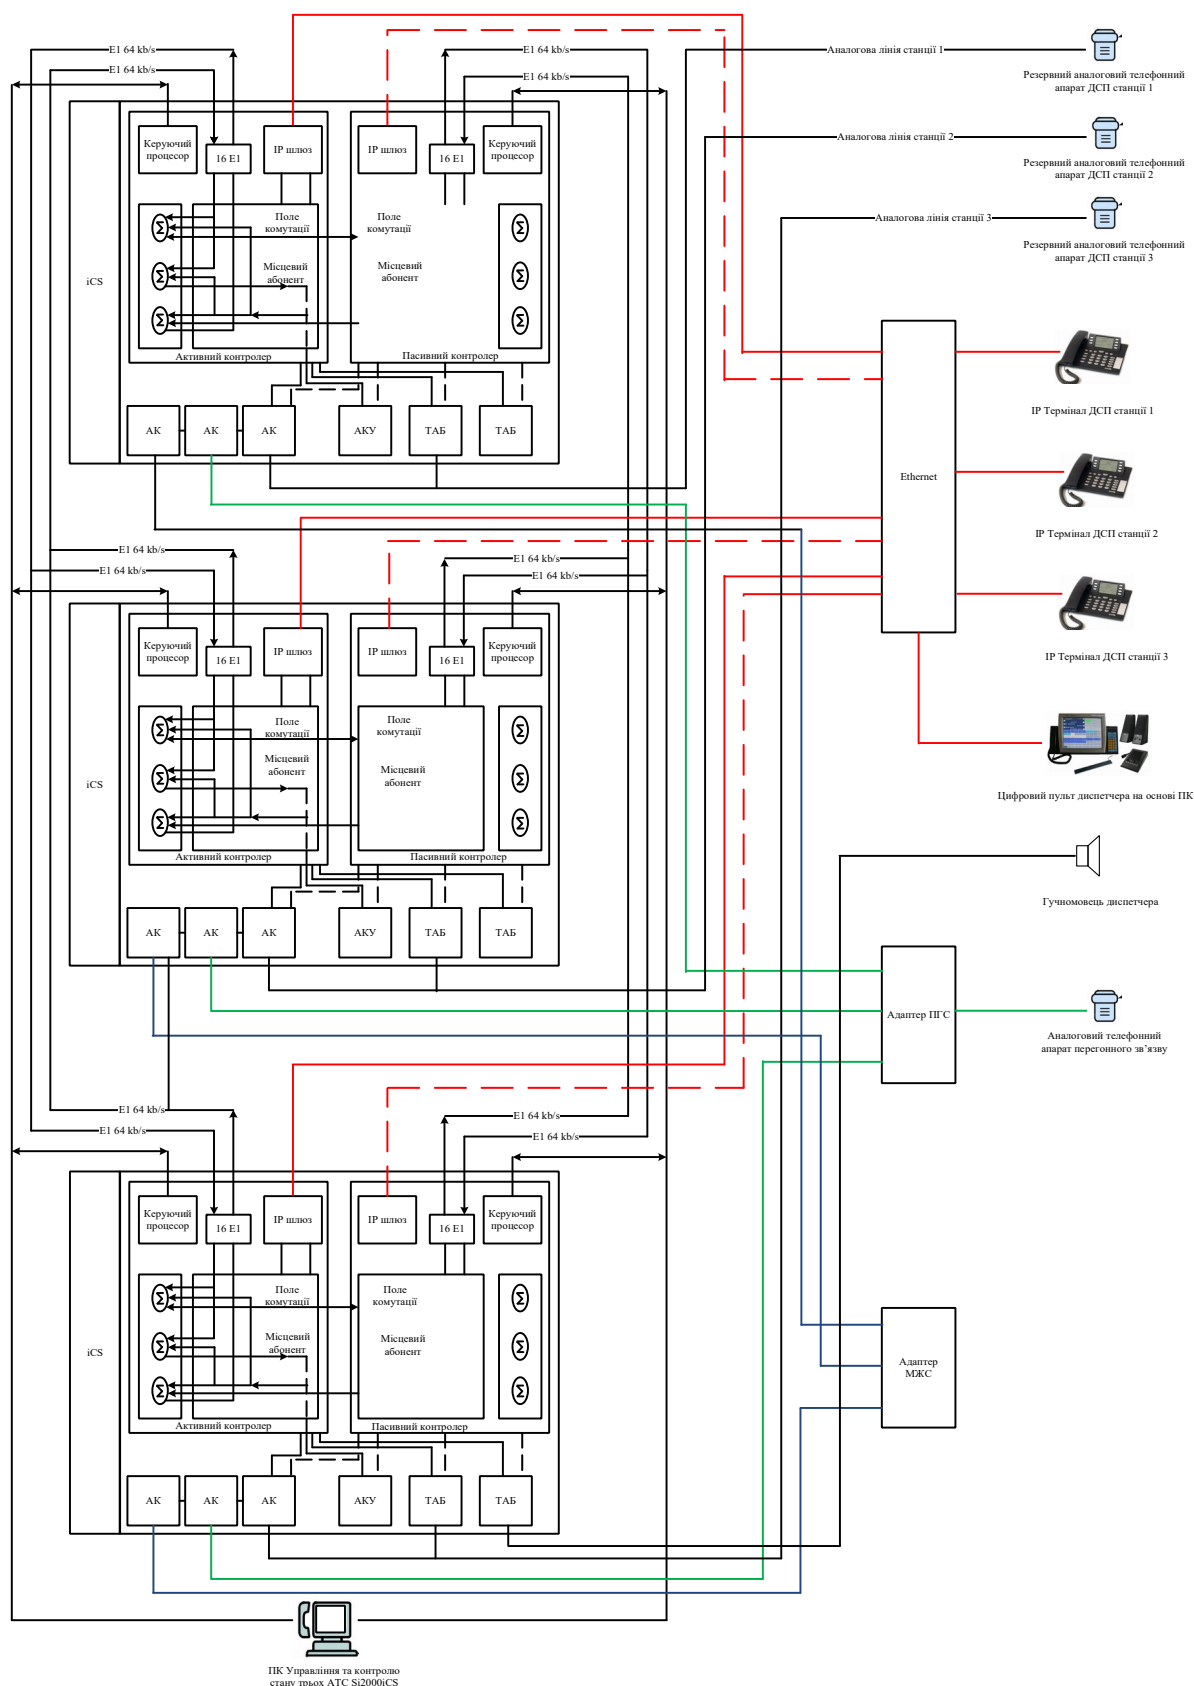 E1 64 kb/s
E1 64 kb/s
E1 64 kb/s
E1 64 kb/s
Аналогова лінія станції 1
Резервний аналоговий телефонний
апарат ДСП станції 1
iCS
Керуючий
процесор
16 E1
IP шлюз
IP шлюз
16 E1
Керуючий
процесор
Аналогова лінія станції 2
Резервний аналоговий телефонний
апарат ДСП станції 2
Σ
Σ
Σ
Поле
комутації
Місцевий
абонент
Поле
комутації
Місцевий
абонент
Σ
Σ
Σ
Активний контролер
Пасивний контролер
Аналогова лінія станції 3
Резервний аналоговий телефонний
апарат ДСП станції 3
АК
АК
АК
АКУ
ТАБ
ТАБ
Ethernet
IP Термінал ДСП станції 1
IP Термінал ДСП станції 2
IP Термінал ДСП станції 3
E1 64 kb/s
E1 64 kb/s
E1 64 kb/s
E1 64 kb/s
iCS
Керуючий
процесор
16 E1
IP шлюз
IP шлюз
16 E1
Керуючий
процесор
Σ
Σ
Σ
Поле
комутації
Місцевий
абонент
Поле
комутації
Місцевий
абонент
Σ
Σ
Σ
Активний контролер
Пасивний контролер
Цифровий пульт диспетчера на основі ПК
Гучномовець диспетчера
АК
АК
АК
АКУ
ТАБ
ТАБ
Адаптер ПГС
Аналоговий телефонний
апарат перегонного зв’язву
E1 64 kb/s
E1 64 kb/s
E1 64 kb/s
E1 64 kb/s
iCS
Керуючий
процесор
16 E1
IP шлюз
IP шлюз
16 E1
Керуючий
процесор
Σ
Σ
Σ
Поле
комутації
Місцевий
абонент
Поле
комутації
Місцевий
абонент
Σ
Σ
Σ
Активний контролер
Пасивний контролер
Адаптер
МЖС
АК
АК
АК
АКУ
ТАБ
ТАБ
ПК Управління та контролю
стану трьох АТС Si2000iCS